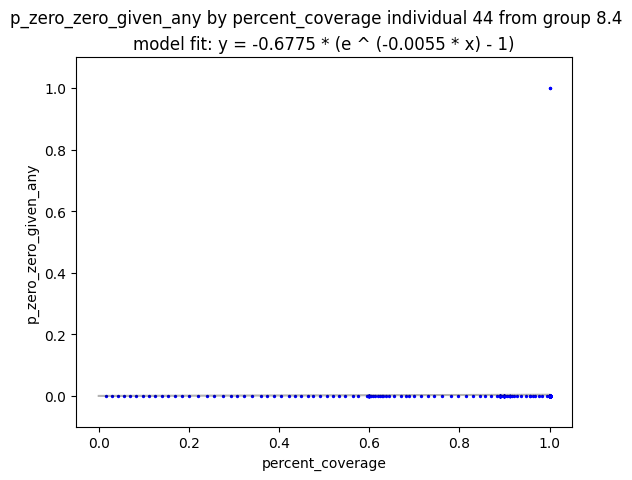 p_zero_zero_given_any by percent_coverage individual 44 from group 8.4
model fit: y = -0.6775 * (e ^ (-0.0055 * x) - 1)
1.0
0.8
0.6
0.4
0.2
0.0
p_zero_zero_given_any
0.0 0.2 0.4 0.6 0.8 1.0
percent_coverage